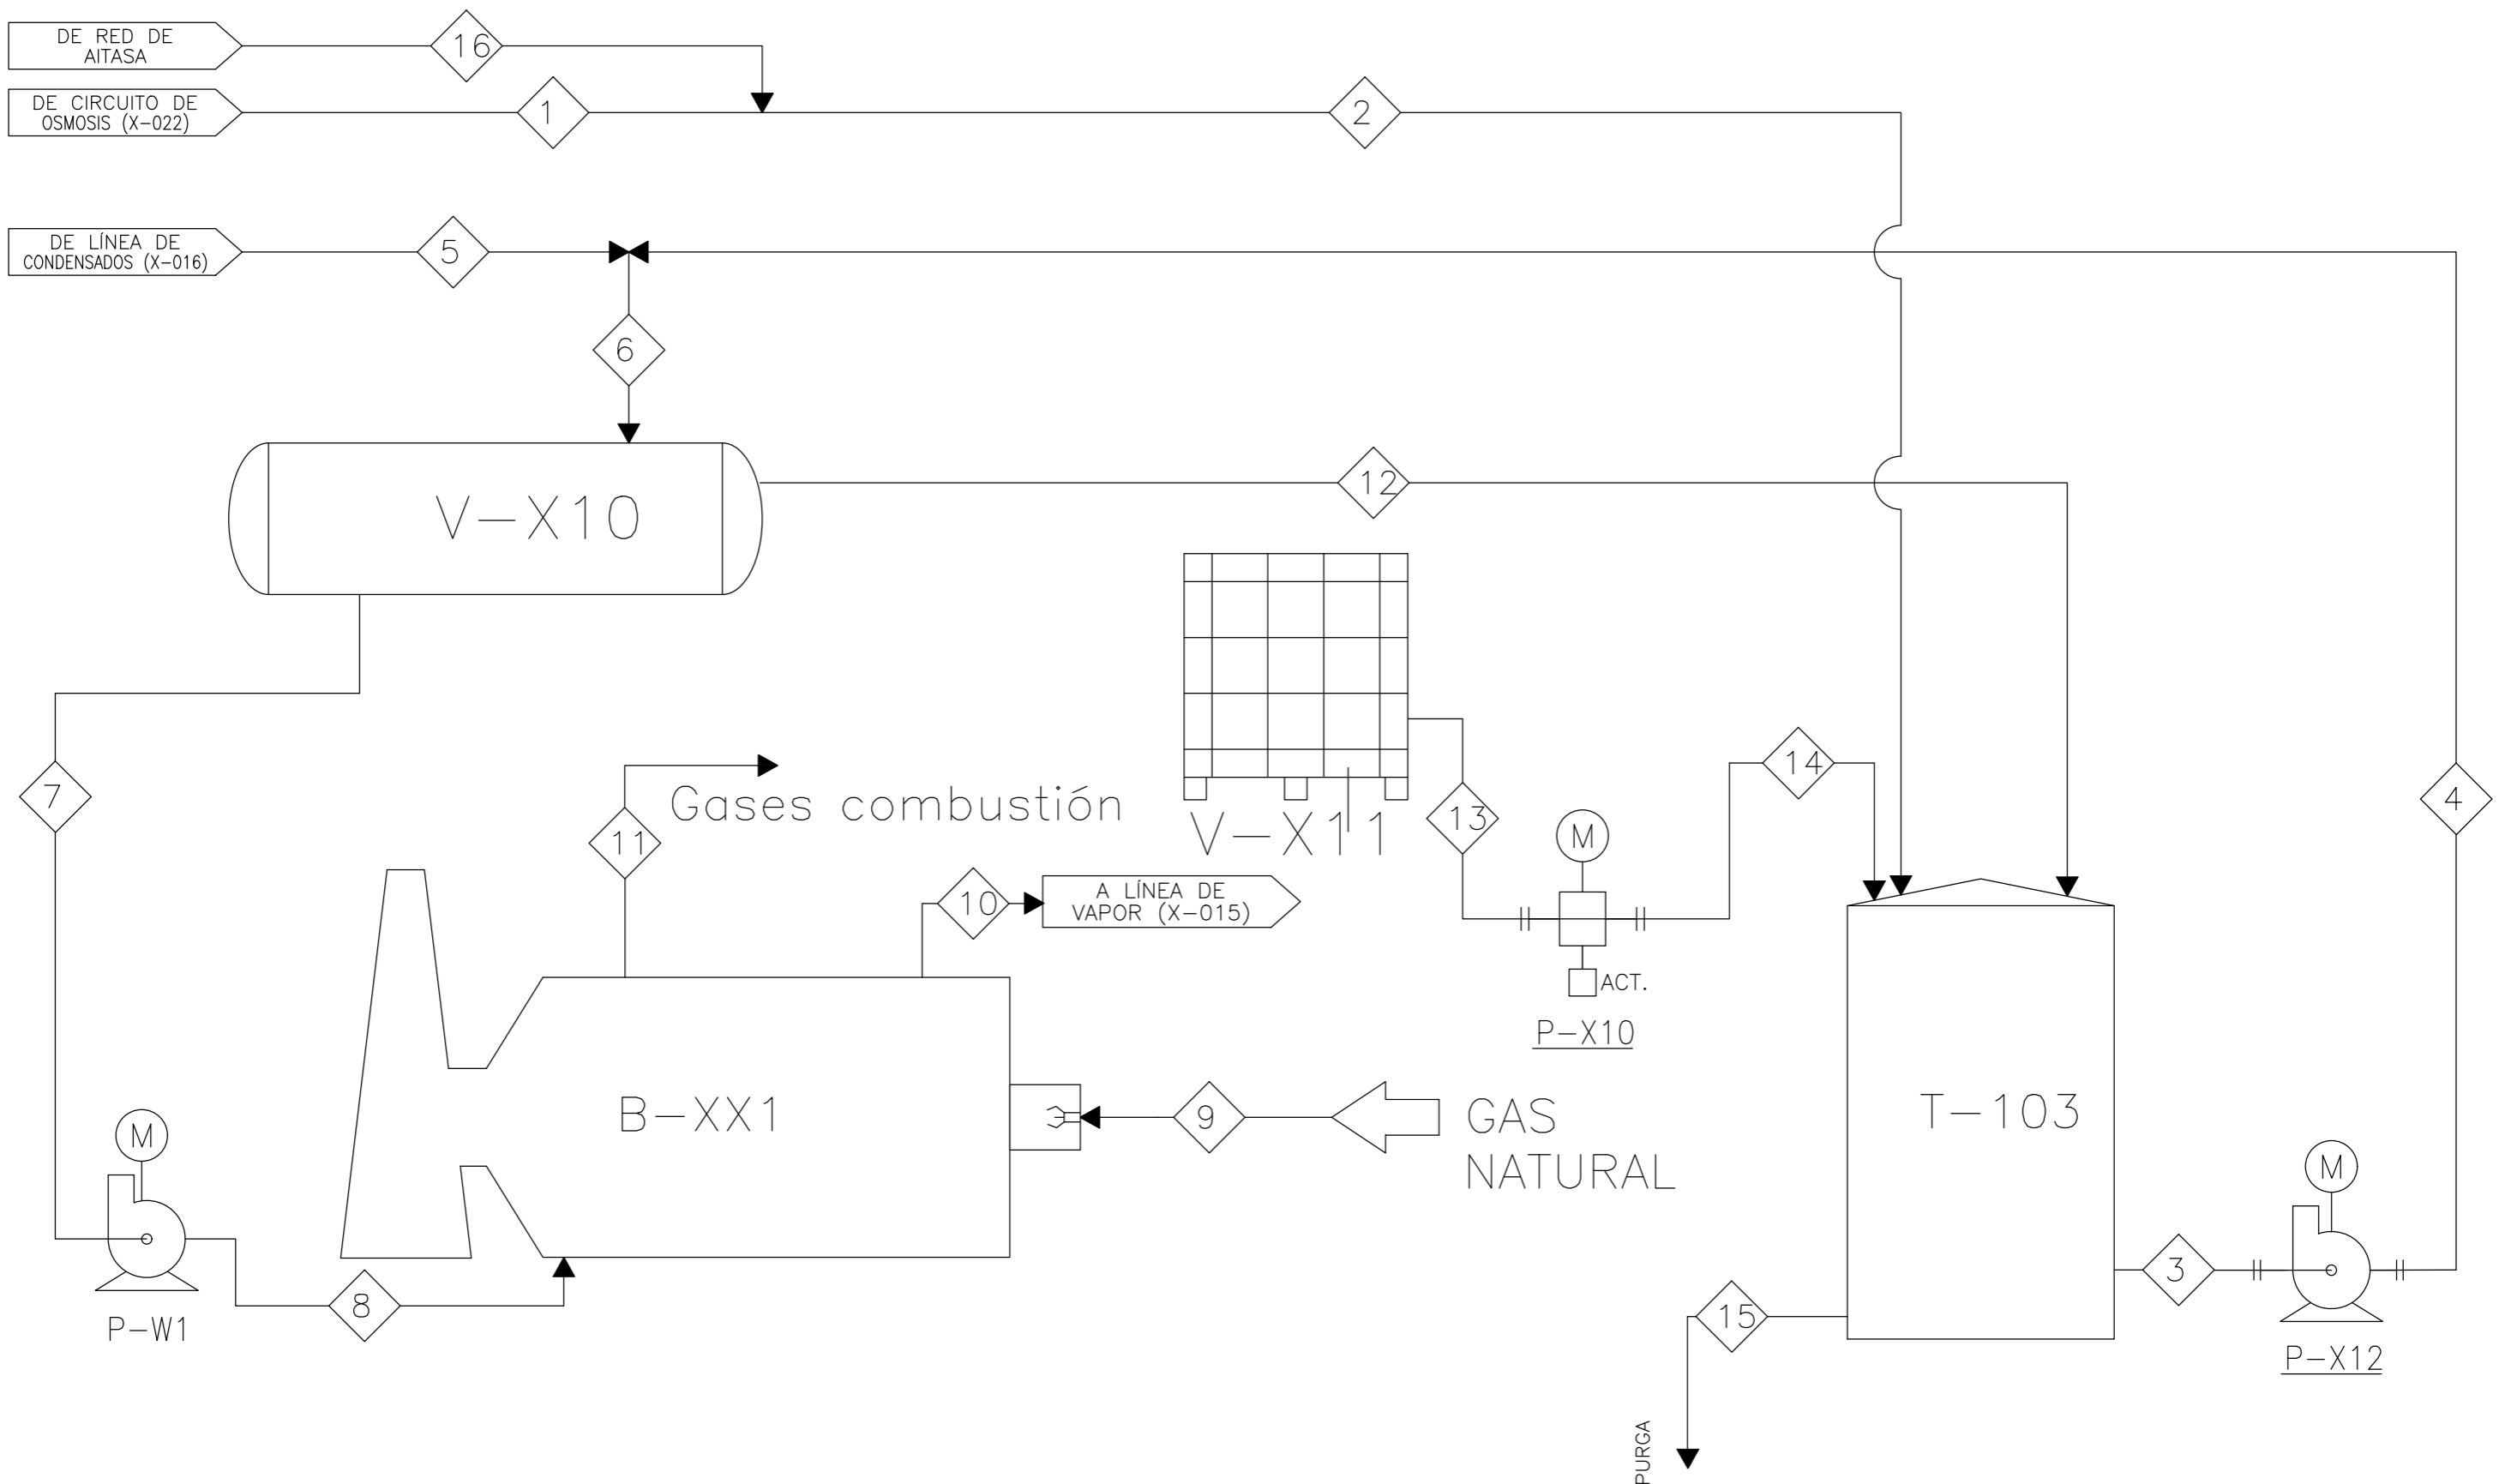 DE RED DE
AITASA
16
DE CIRCUITO DE
OSMOSIS (X-022)
1
2
DE LÍNEA DE
CONDENSADOS (X-016)
5
6
V-X10
12
7
11
Gases combustión
V-X11
13
14
4
M
10
A LÍNEA DE
VAPOR (X-015)
ACT.
P-X10
B-XX1
9
GAS
NATURAL
T-103
M
M
8
P-W1
15
3
P-X12
PURGA